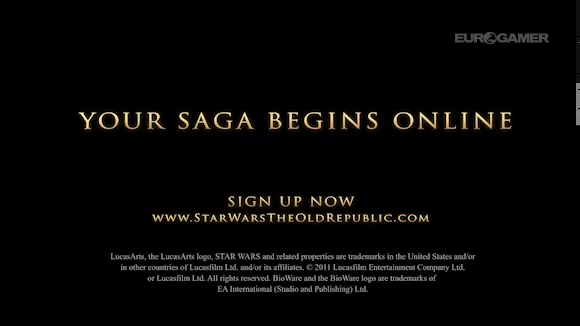 EUROGAMER
YOUR SAGA BEGINS ONLINE
SIGN UP NOW
WWW.STARWARSTHEOLDREPUBLIC.COM
LucasArts, the LucasArts logo, STAR WARS and related properties are trademarks in the United States and/or
in other countries of Lucasfilm Ltd. and/or its affiliates. © 2011 Lucasfilm Entertainment Company Ltd.
or Lucasfilm Ltd. All rights reserved. BioWare and the BioWare logo are trademarks of
EA International (Studio and Publishing) Ltd.